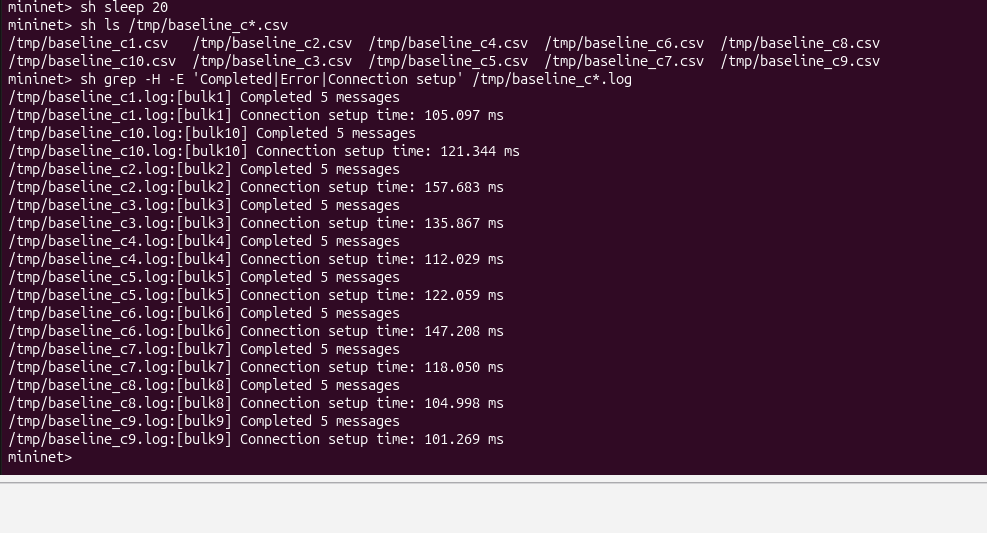 mininet> sh sleep 20
mininet> sh ls /tmp/baseline_c*.csv
/tmp/baseline_c1.csv   /tmp/baseline_c2.csv  /tmp/baseline_c4.csv  /tmp/baseline_c6.csv  /tmp/baseline_c8.csv
/tmp/baseline_c10.csv  /tmp/baseline_c3.csv  /tmp/baseline_c5.csv  /tmp/baseline_c7.csv  /tmp/baseline_c9.csv
mininet> sh grep -H -E 'Completed|Error|Connection setup' /tmp/baseline_c*.log
/tmp/baseline_c1.log:[bulk1] Completed 5 messages
/tmp/baseline_c1.log:[bulk1] Connection setup time: 105.097 ms
/tmp/baseline_c10.log:[bulk10] Completed 5 messages
/tmp/baseline_c10.log:[bulk10] Connection setup time: 121.344 ms
/tmp/baseline_c2.log:[bulk2] Completed 5 messages
/tmp/baseline_c2.log:[bulk2] Connection setup time: 157.683 ms
/tmp/baseline_c3.log:[bulk3] Completed 5 messages
/tmp/baseline_c3.log:[bulk3] Connection setup time: 135.867 ms
/tmp/baseline_c4.log:[bulk4] Completed 5 messages
/tmp/baseline_c4.log:[bulk4] Connection setup time: 112.029 ms
/tmp/baseline_c5.log:[bulk5] Completed 5 messages
/tmp/baseline_c5.log:[bulk5] Connection setup time: 122.059 ms
/tmp/baseline_c6.log:[bulk6] Completed 5 messages
/tmp/baseline_c6.log:[bulk6] Connection setup time: 147.208 ms
/tmp/baseline_c7.log:[bulk7] Completed 5 messages
/tmp/baseline_c7.log:[bulk7] Connection setup time: 118.050 ms
/tmp/baseline_c8.log:[bulk8] Completed 5 messages
/tmp/baseline_c8.log:[bulk8] Connection setup time: 104.998 ms
/tmp/baseline_c9.log:[bulk9] Completed 5 messages
/tmp/baseline_c9.log:[bulk9] Connection setup time: 101.269 ms
mininet>